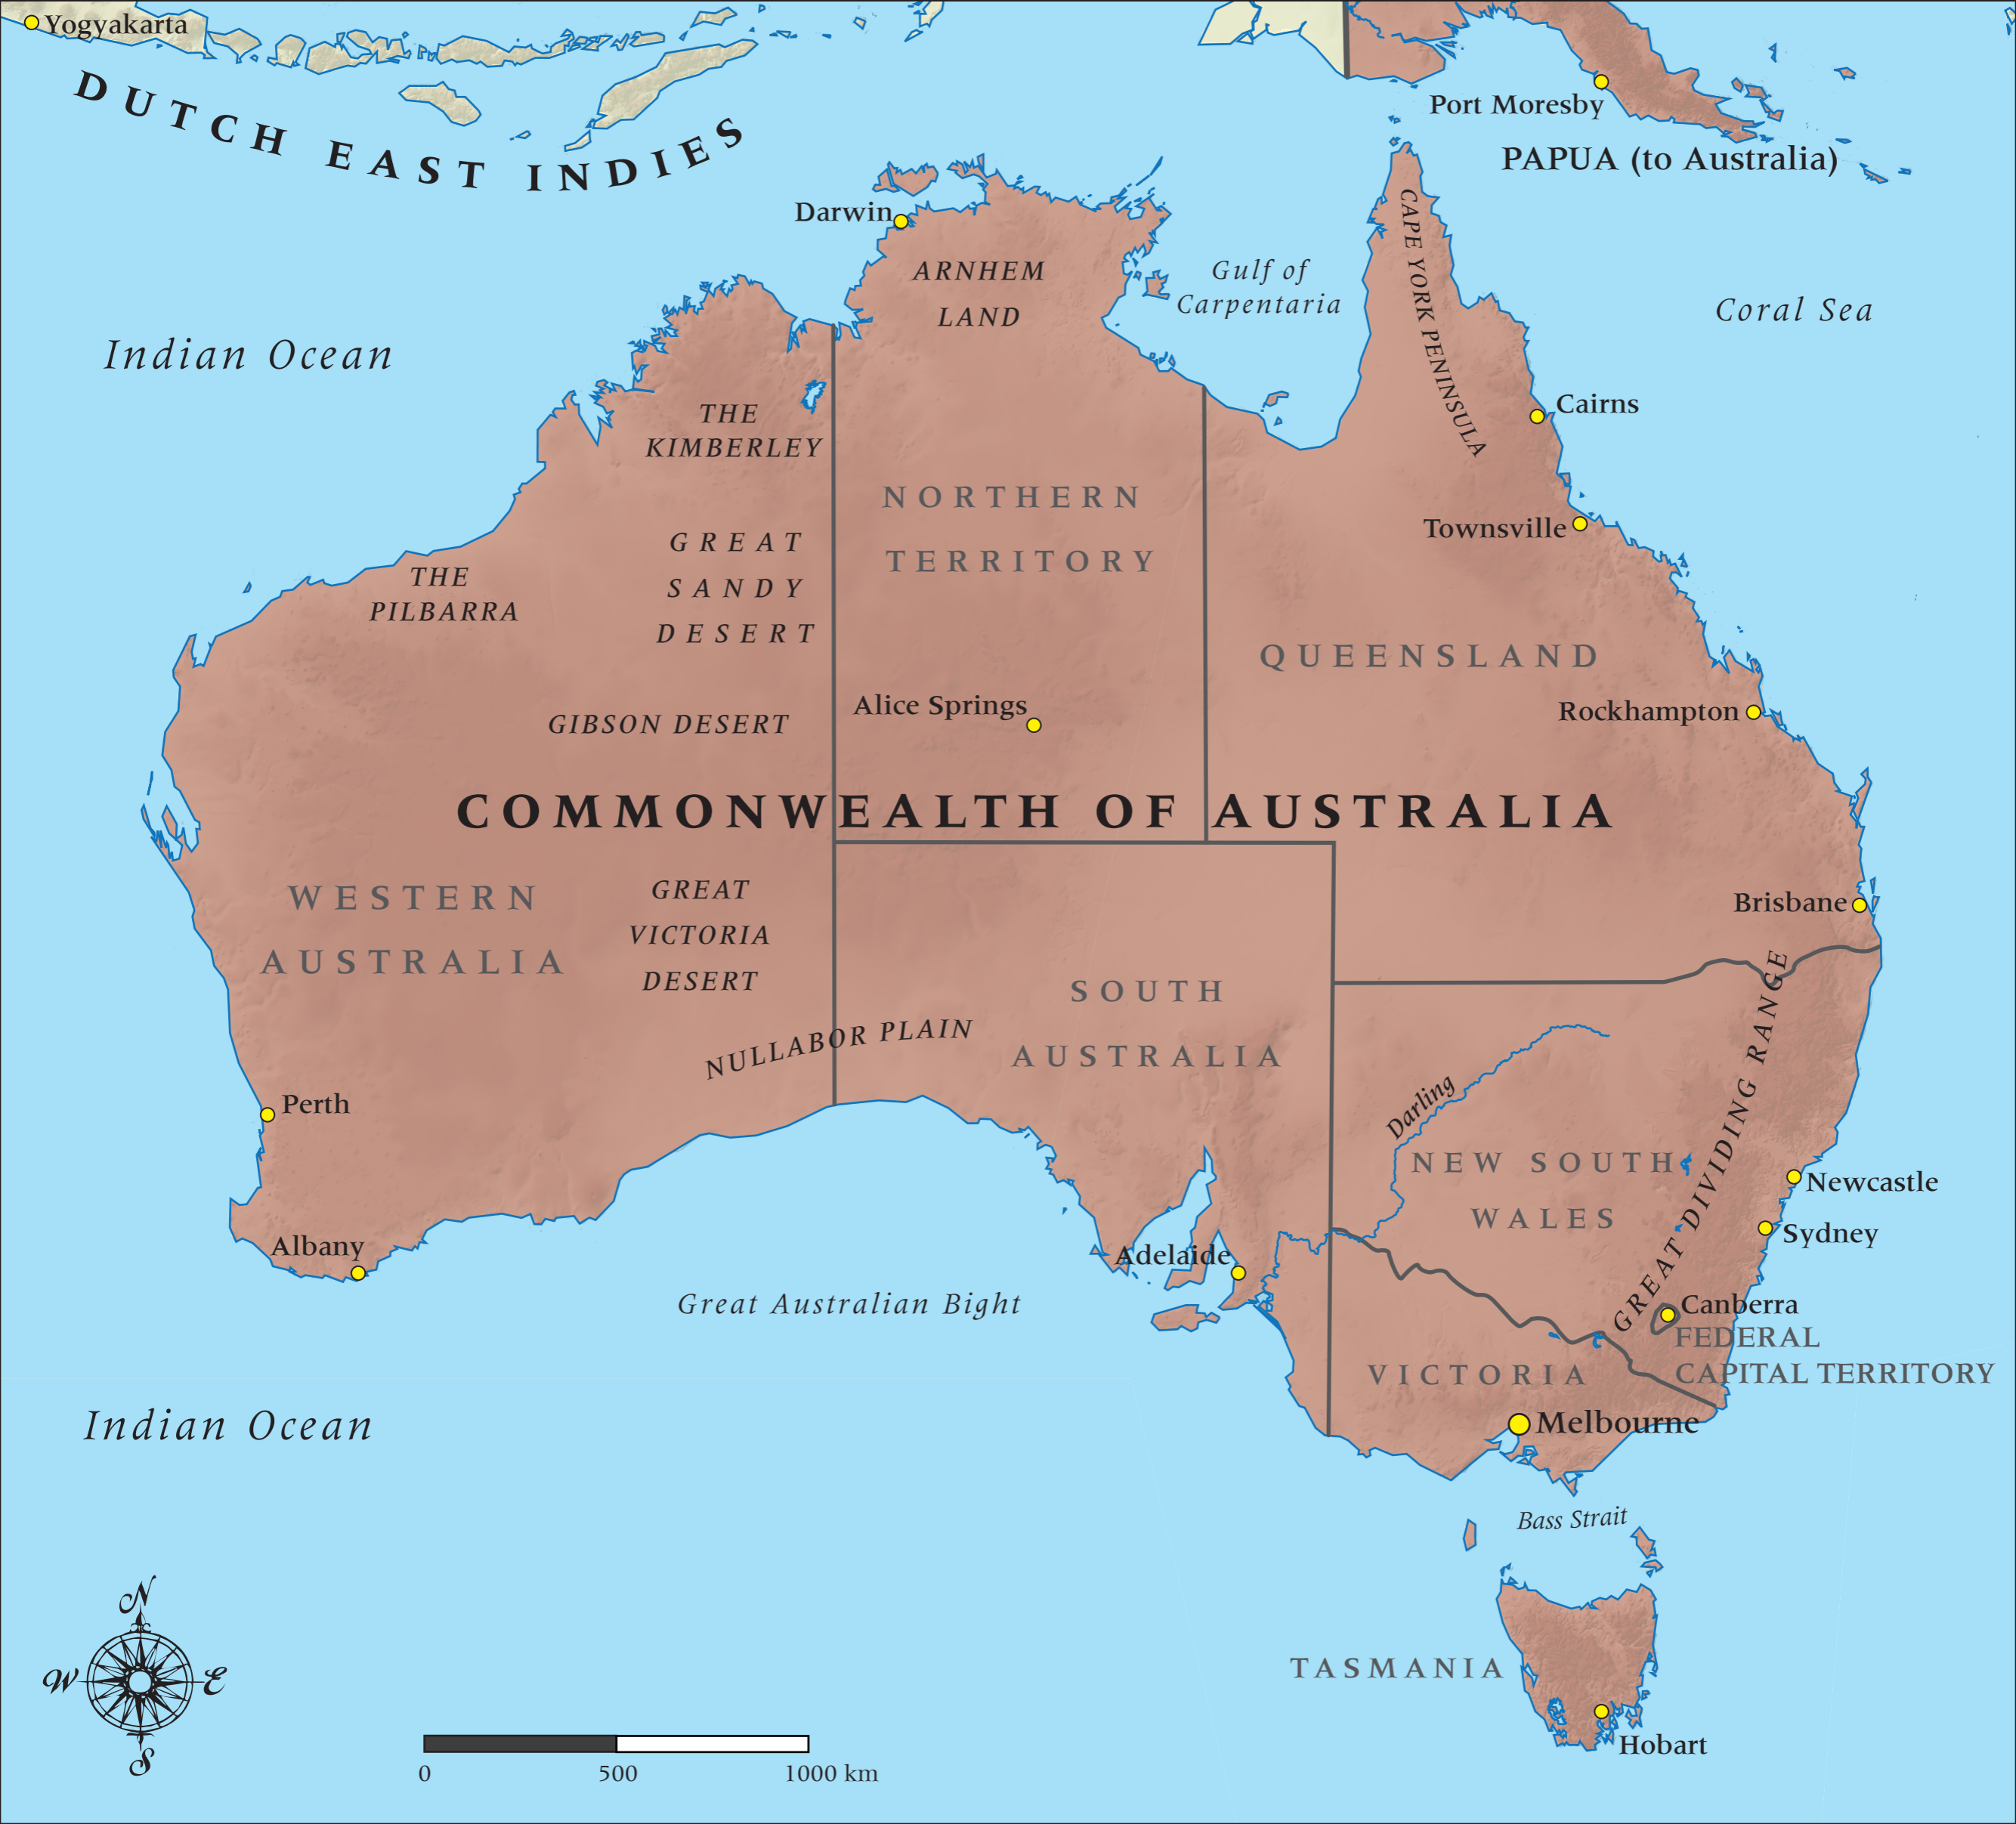 Yogyakarta
DUTCH EAST INDIES
Port Moresby
PAPUA (to Australia)
Darwin
ARNHEM
LAND
Gulf of
Carpentaria
CAPE YORK PENINSULA
Coral Sea
Indian Ocean
THE
KIMBERLEY
Cairns
NORTHERN
TERRITORY
GREAT
SANDY
DESERT
Townsville
THE
PILBARRA
QUEENSLAND
GIBSON DESERT
Alice Springs
Rockhampton
COMMONWEALTH OF AUSTRALIA
WESTERN
AUSTRALIA
GREAT
VICTORIA
DESERT
Brisbane
SOUTH
AUSTRALIA
NULLABOR PLAIN
GREAT DIVIDING RANGE
Darling
Perth
NEW SOUTH
WALES
Newcastle
Sydney
Albany
Adelaide
Great Australian Bight
Canberra
FEDERAL
CAPITAL TERRITORY
VICTORIA
Melbourne
Indian Ocean
Bass Strait
TASMANIA
Hobart
N
W
E
S
0
500
1000 km